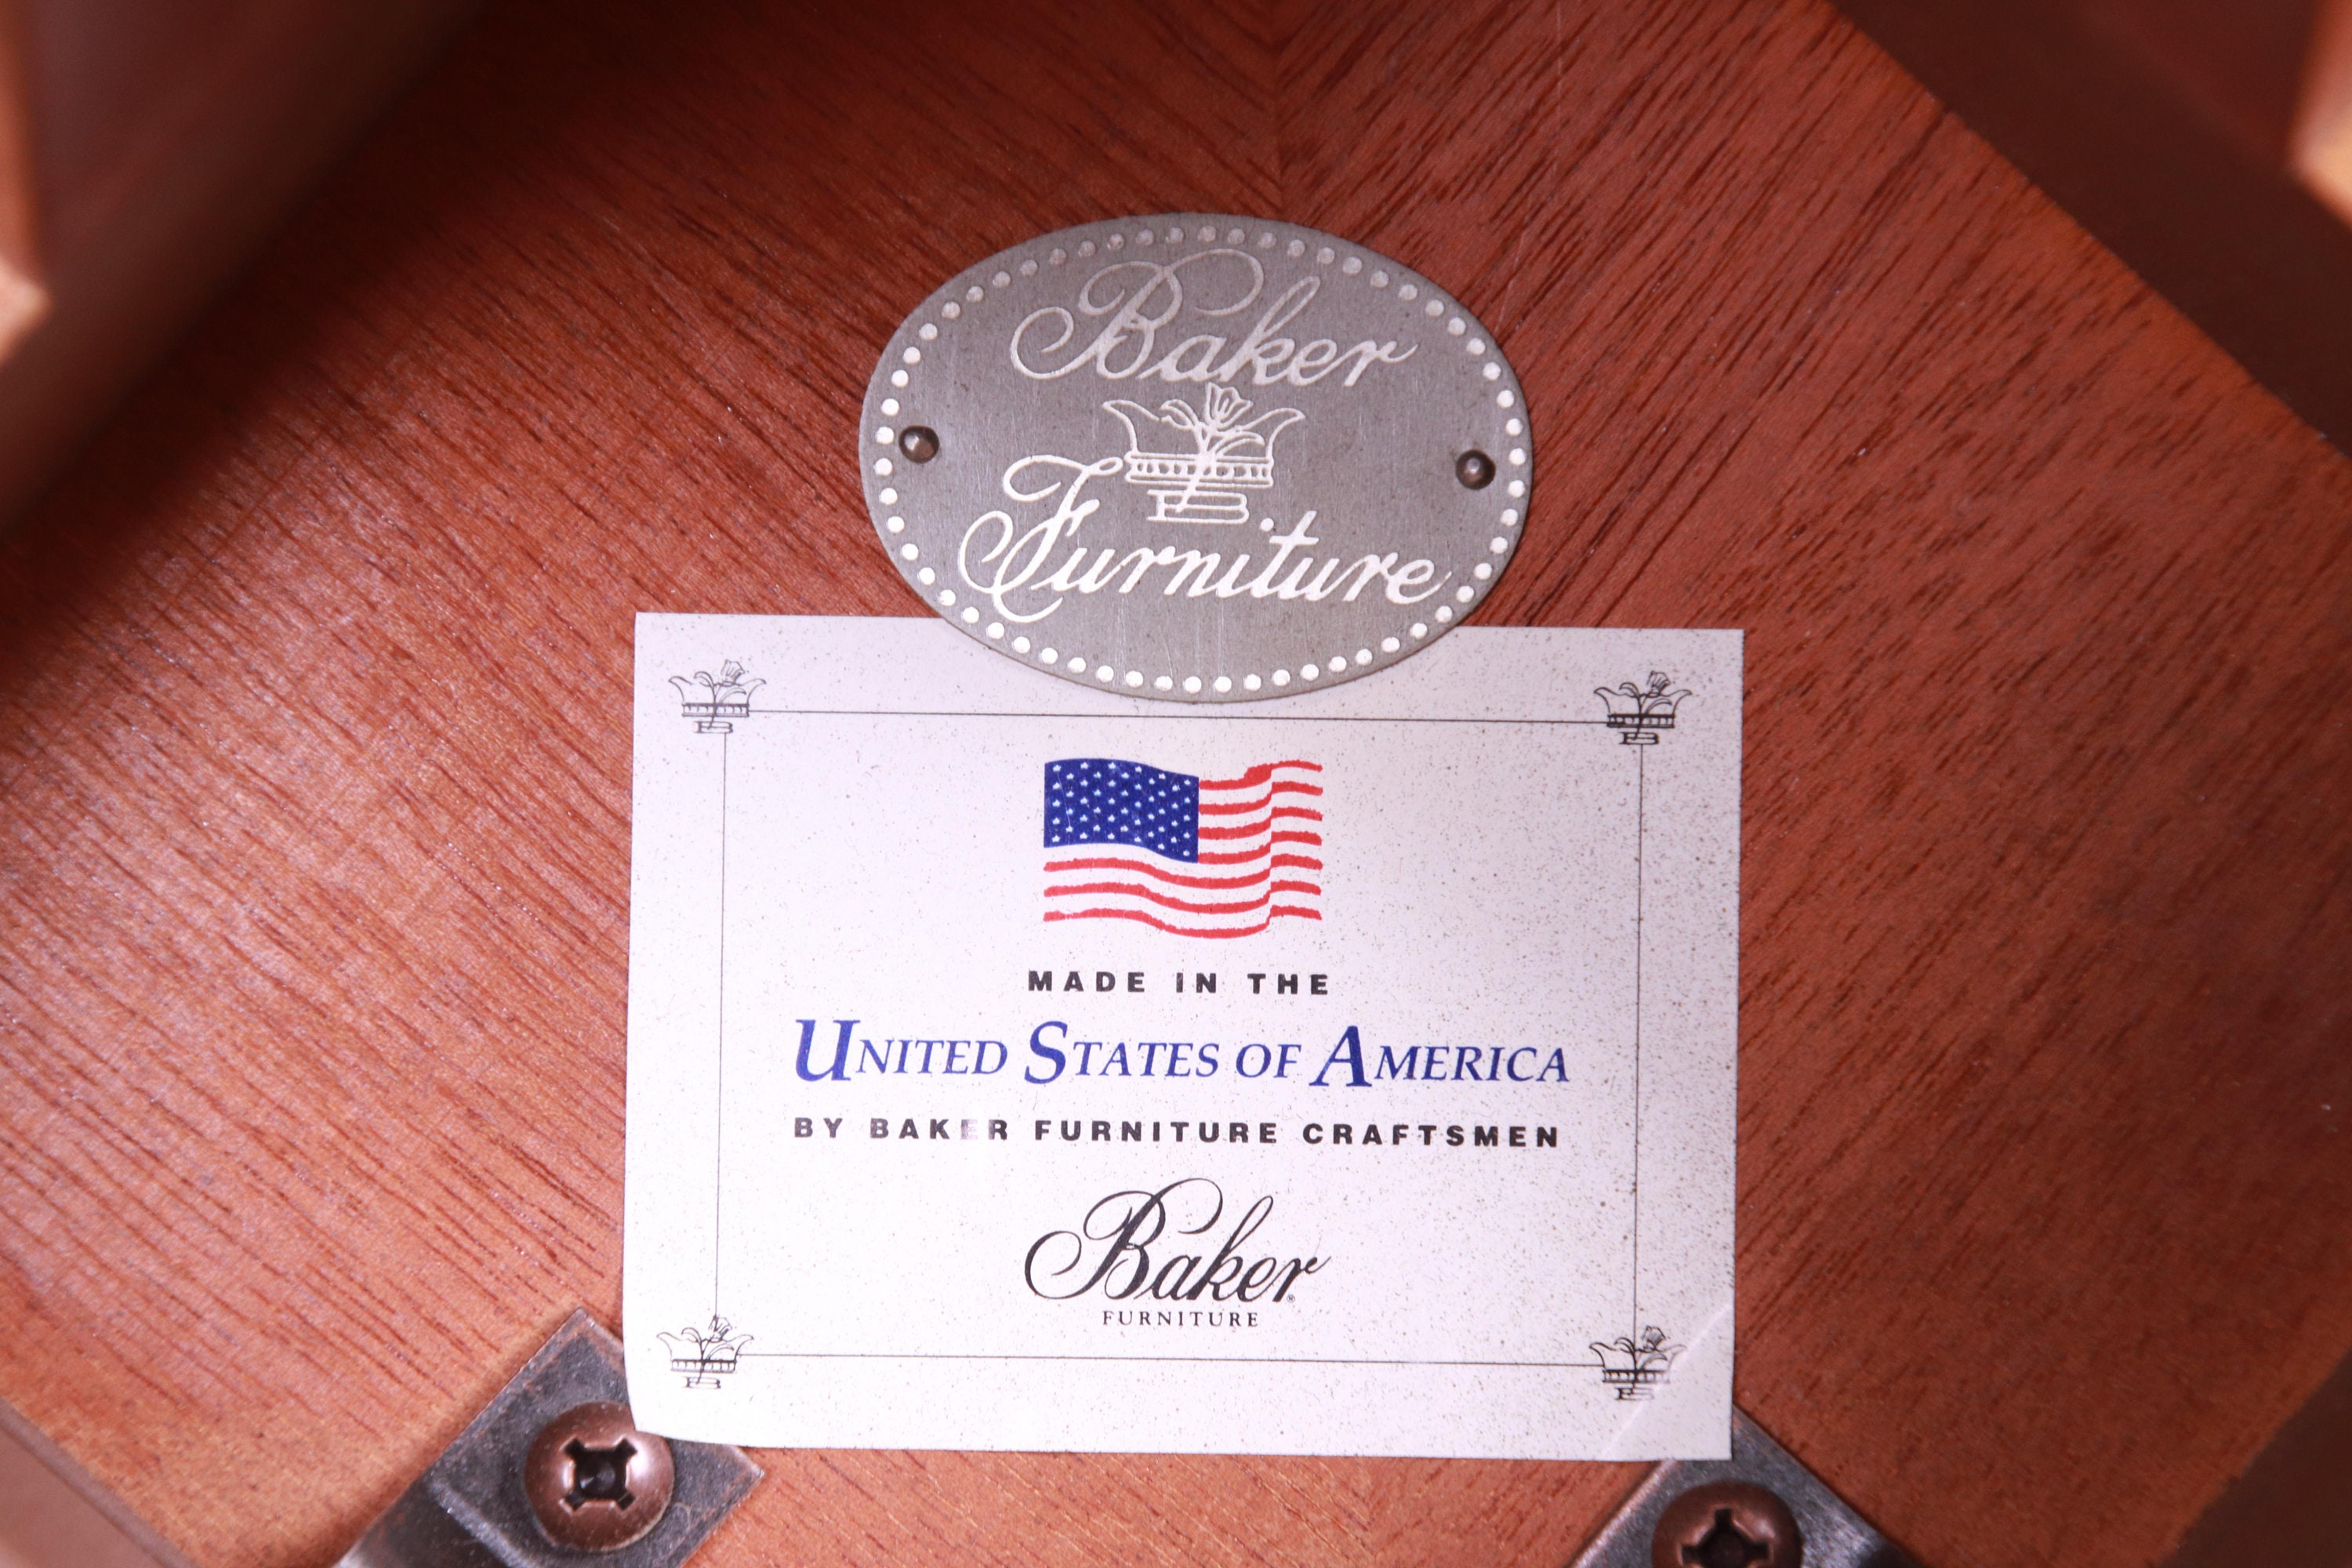 Baker
Furniture
MADE IN THE
UNITED STATES OF AMERICA
BY BAKER FURNITURE CRAFTSMEN
Baker®
FURNITURE